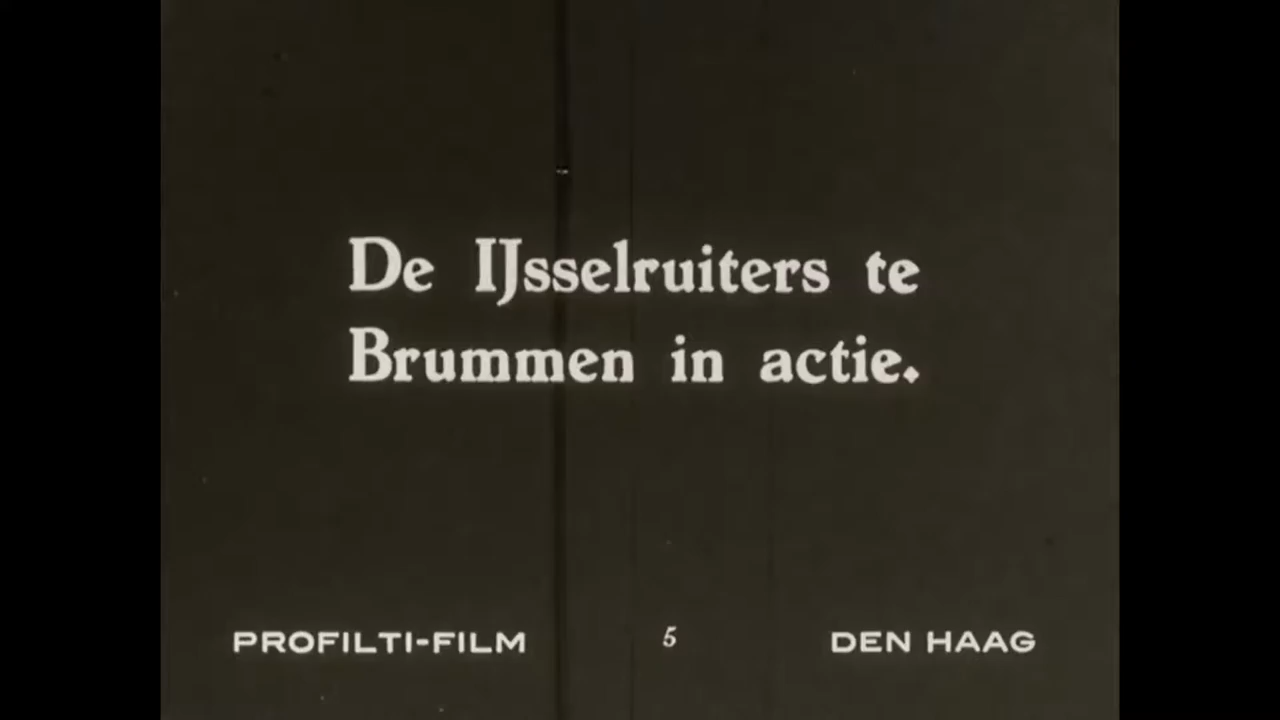 De IJsselruiters te
Brummen in actie.
PROFILTI-FILM 5 DEN HAAG